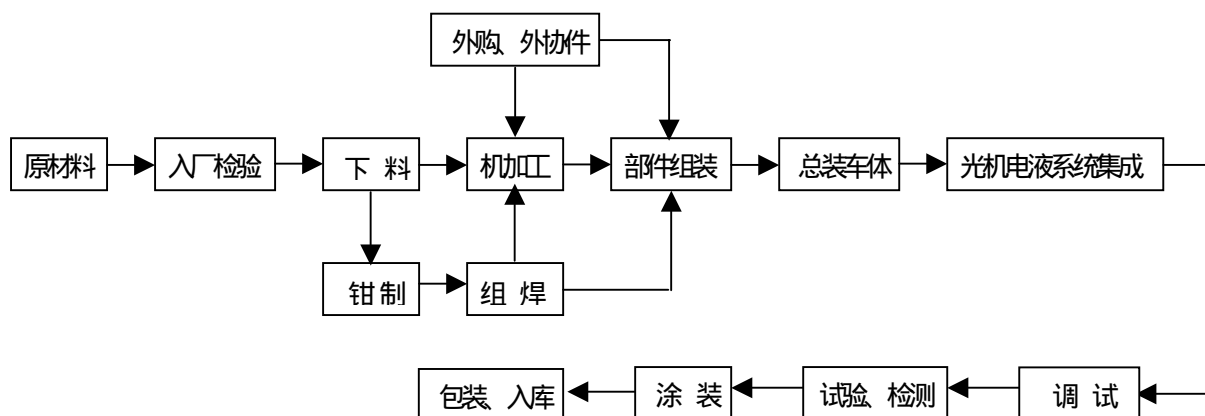 外购、外协件
原材料
入厂检验
下 料
机加工
部件组装
总装车体
光机电液系统集成
钳制
组 焊
包装、入库
涂 装
试验、检测
调 试